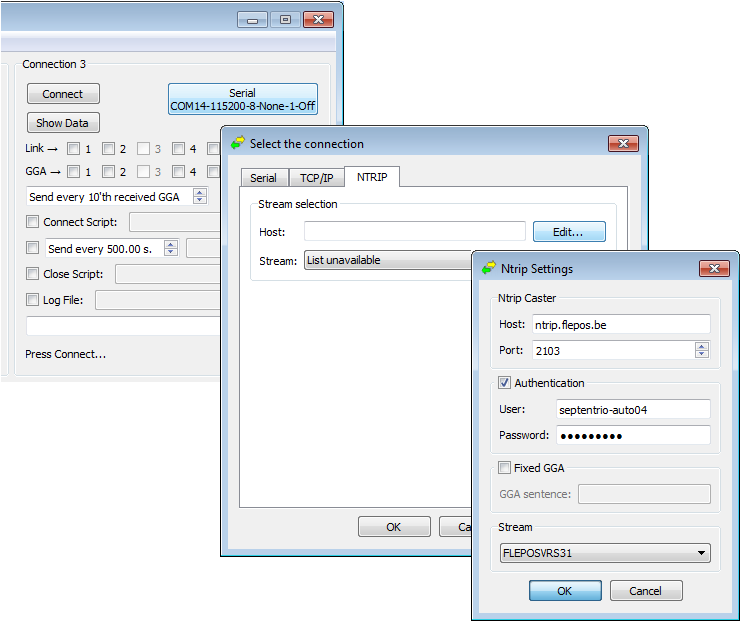 Connection 3
Connect
Serial
COM14-115200-8-None-1-Off
Show Data
Link → 1 2 3 4
GGA → 1 2 3 4
Send every 10'th received GGA
Connect Script:
Send every 500.00 s.
Close Script:
Log File:
Press Connect...
Select the connection
Serial TCP/IP NTRIP
Stream selection
Host: Edit...
Stream: List unavailable
OK Ca
Ntrip Settings
Ntrip Caster
Host: ntrip.flepos.be
Port: 2103
Authentication
User: septentrio-auto04
Password: ●●●●●●●●●
Fixed GGA
GGA sentence:
Stream
FLEPOSVRS31
OK Cancel